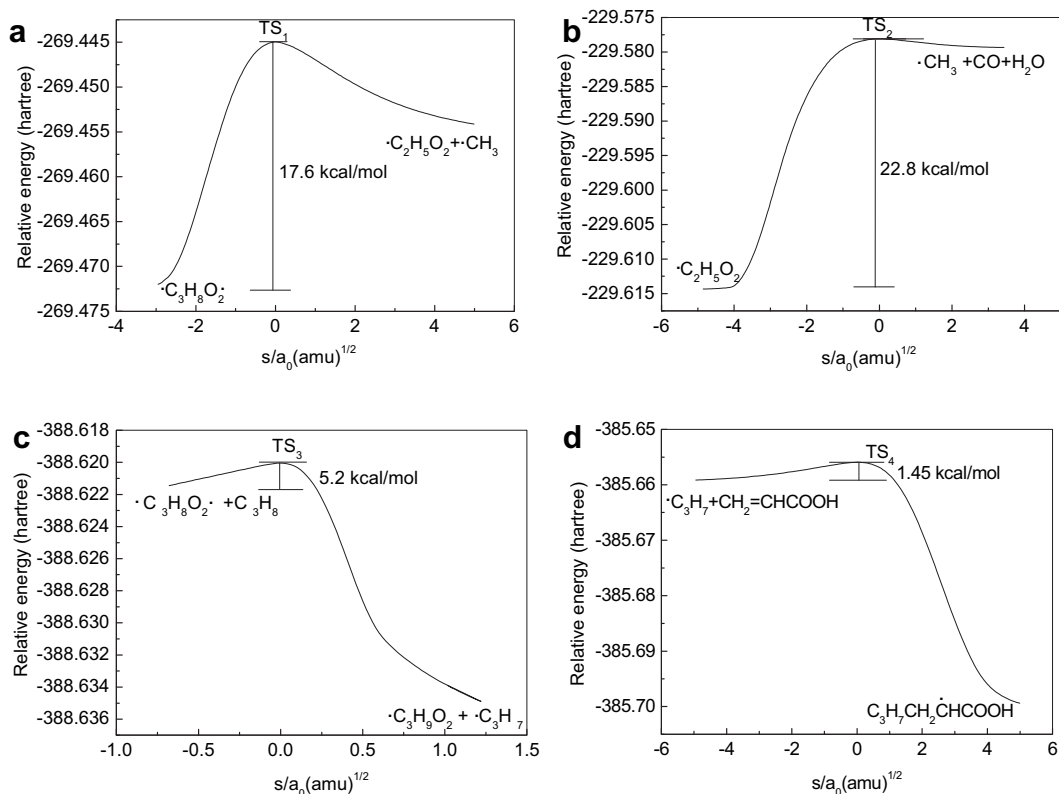 a
-269.445
-269.450
-269.455
-269.460
-269.465
-269.470
-269.475
Relative energy (hartree)
TS₁
·C₂H₅O₂+·CH₃
17.6 kcal/mol
·C₃H₈O₂·
-4 -2 0 2 4 6
s/a₀(amu)^1/2
b
-229.575
-229.580
-229.585
-229.590
-229.595
-229.600
-229.605
-229.610
-229.615
Relative energy (hartree)
TS₂
·CH₃ +CO+H₂O
22.8 kcal/mol
·C₂H₅O₂
-6 -4 -2 0 2 4
s/a₀(amu)^1/2
c
-388.618
-388.620
-388.622
-388.624
-388.626
-388.628
-388.630
-388.632
-388.634
-388.636
Relative energy (hartree)
TS₃
5.2 kcal/mol
·C ₃H₈O₂· +C ₃H₈
·C₃H₉O₂ + ·C₃H ₇
-1.0 -0.5 0.0 0.5 1.0 1.5
s/a₀(amu)^1/2
d
-385.65
-385.66
-385.67
-385.68
-385.69
-385.70
Relative energy (hartree)
TS₄
1.45 kcal/mol
·C₃H₇+CH₂=CHCOOH
C₃H₇CH₂ĊHCOOH
-6 -4 -2 0 2 4 6
s/a₀(amu)^1/2